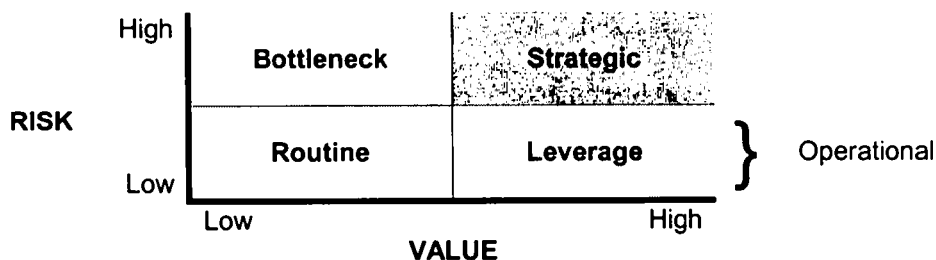 High
Bottleneck
Strategic
RISK
Routine
Leverage
}
Operational
Low
Low
High
VALUE